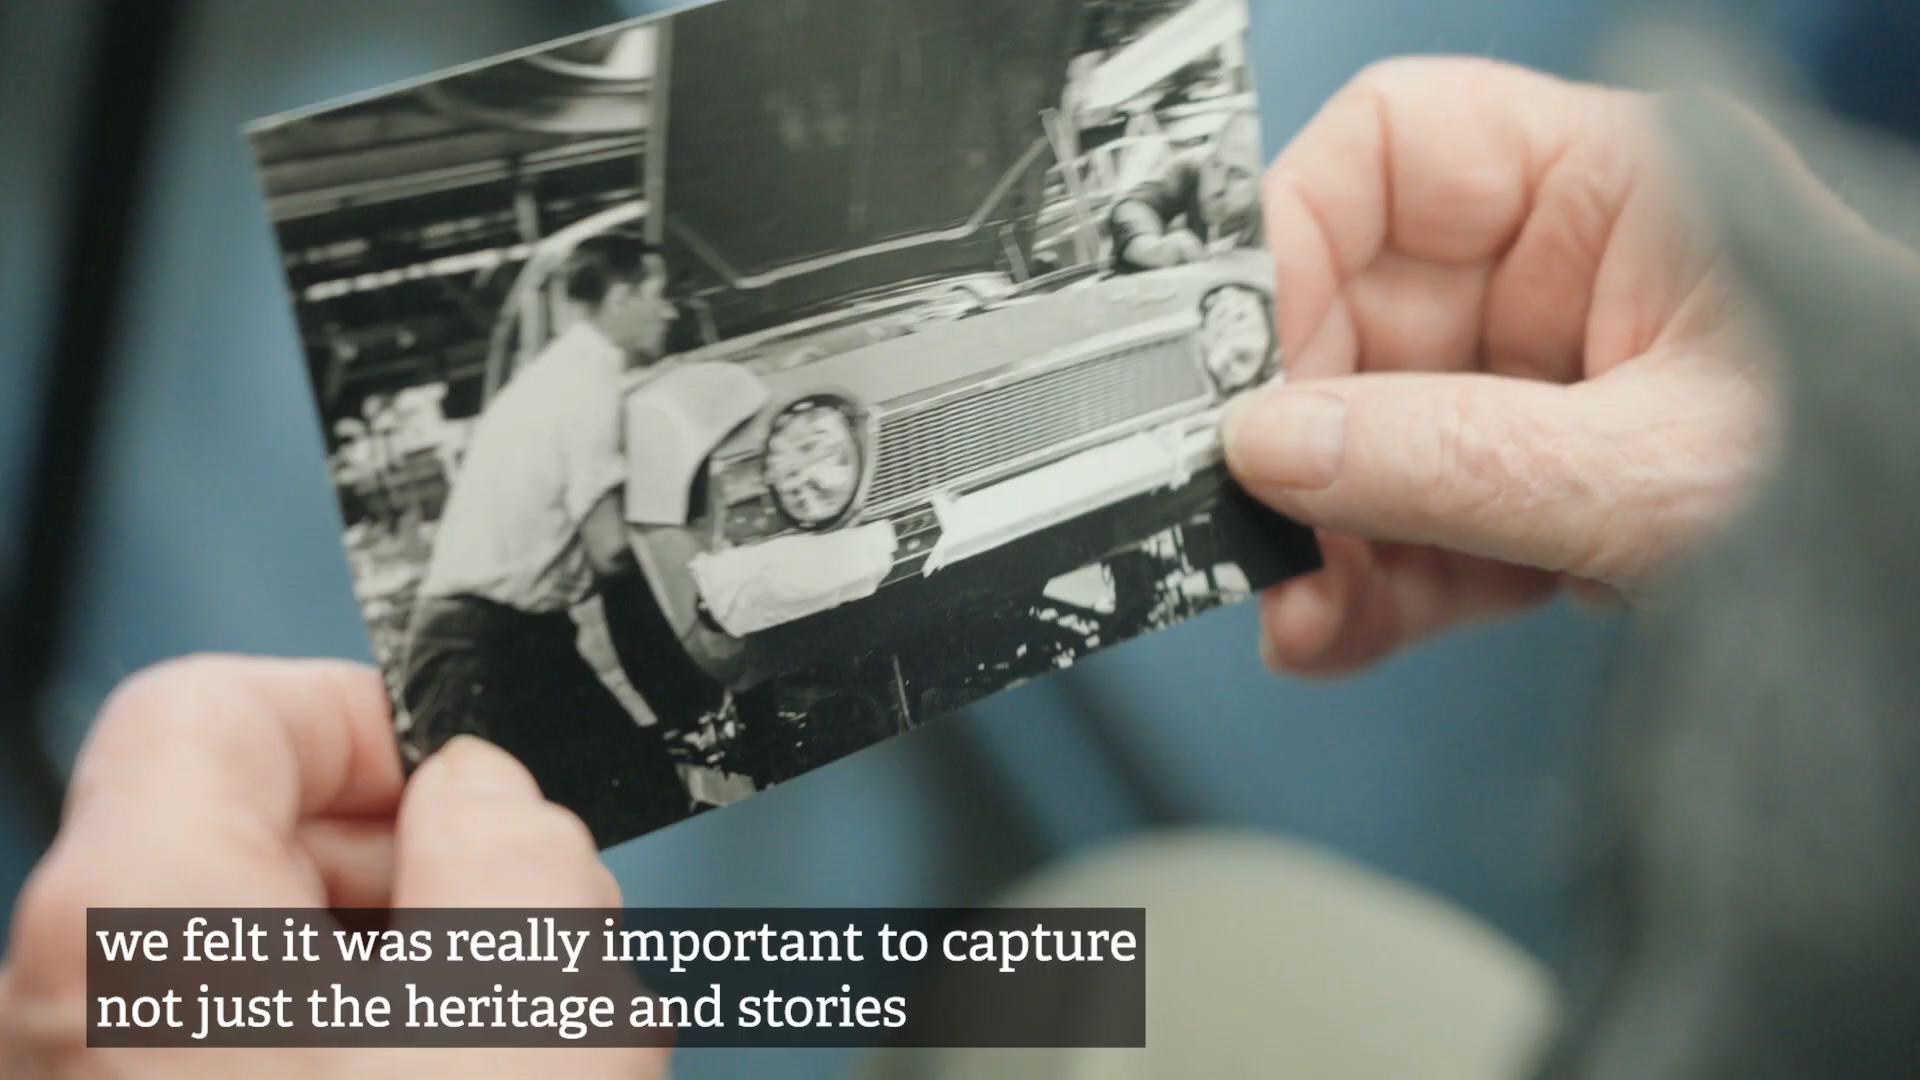 we felt it was really important to capture
not just the heritage and stories